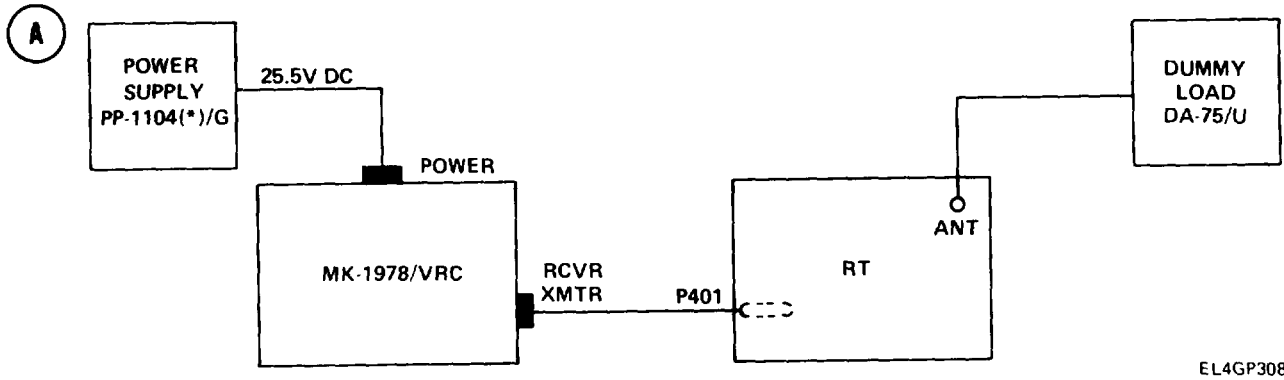 A
POWER
SUPPLY
PP-1104(*)/G
25.5V DC
POWER
MK-1978/VRC
RCVR
XMTR
P401
RT
ANT
DUMMY
LOAD
DA-75/U
EL4GP308